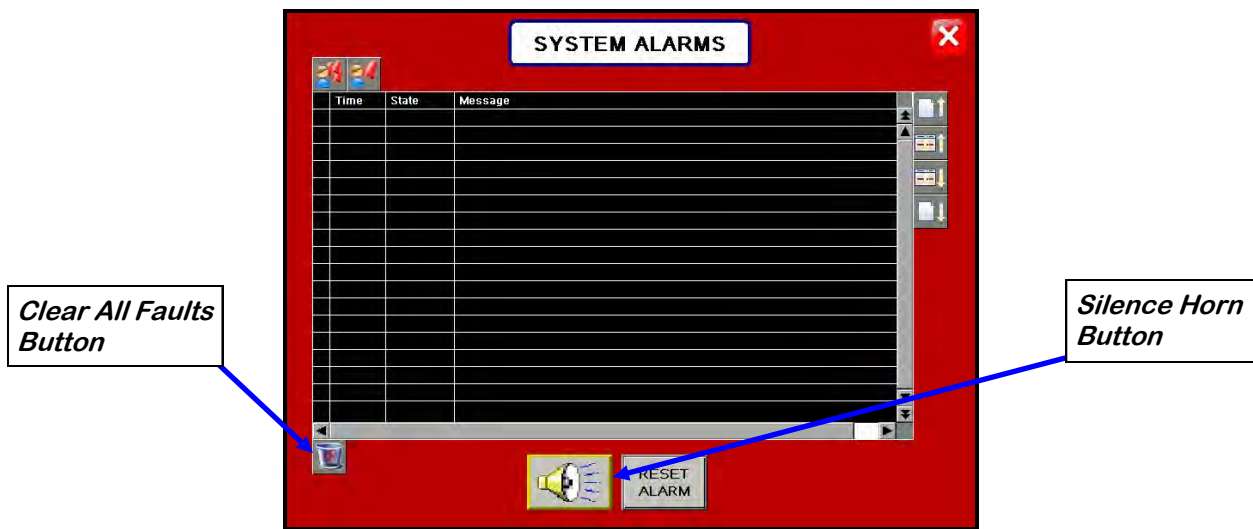 SYSTEM ALARMS
Time State Message
Clear All Faults
Button
Silence Horn
Button
RESET
ALARM